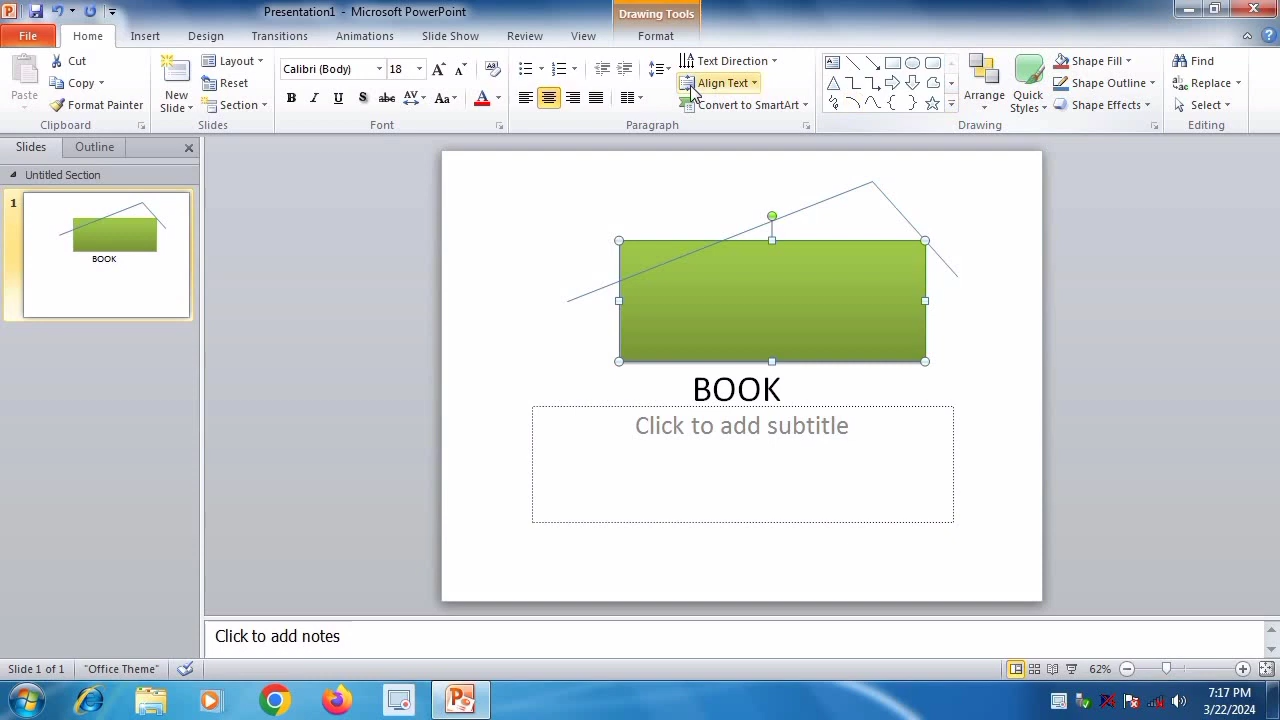 Presentation1 - Microsoft PowerPoint
Drawing Tools
File Home Insert Design Transitions Animations Slide Show Review View Format
Paste
Cut
Copy
Format Painter
Clipboard
New Slide
Layout
Reset
Section
Slides
Calibri (Body) 18
B I U S abc AV Aa A
Font
Text Direction
Align Text
Convert to SmartArt
Paragraph
Arrange
Quick Styles
Shape Fill
Shape Outline
Shape Effects
Drawing
Find
Replace
Select
Editing
Slides Outline
Untitled Section
1
BOOK
BOOK
Click to add subtitle
Click to add notes
Slide 1 of 1 "Office Theme" 62%
7:17 PM
3/22/2024